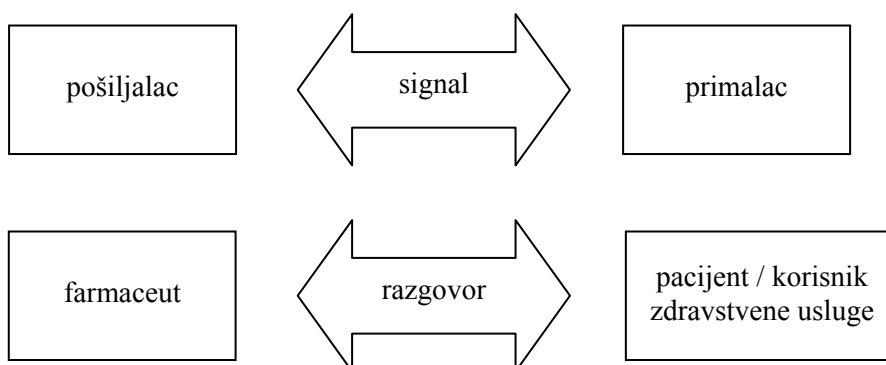 pošiljalac
signal
primalac
farmaceut
razgovor
pacijent / korisnik
zdravstvene usluge